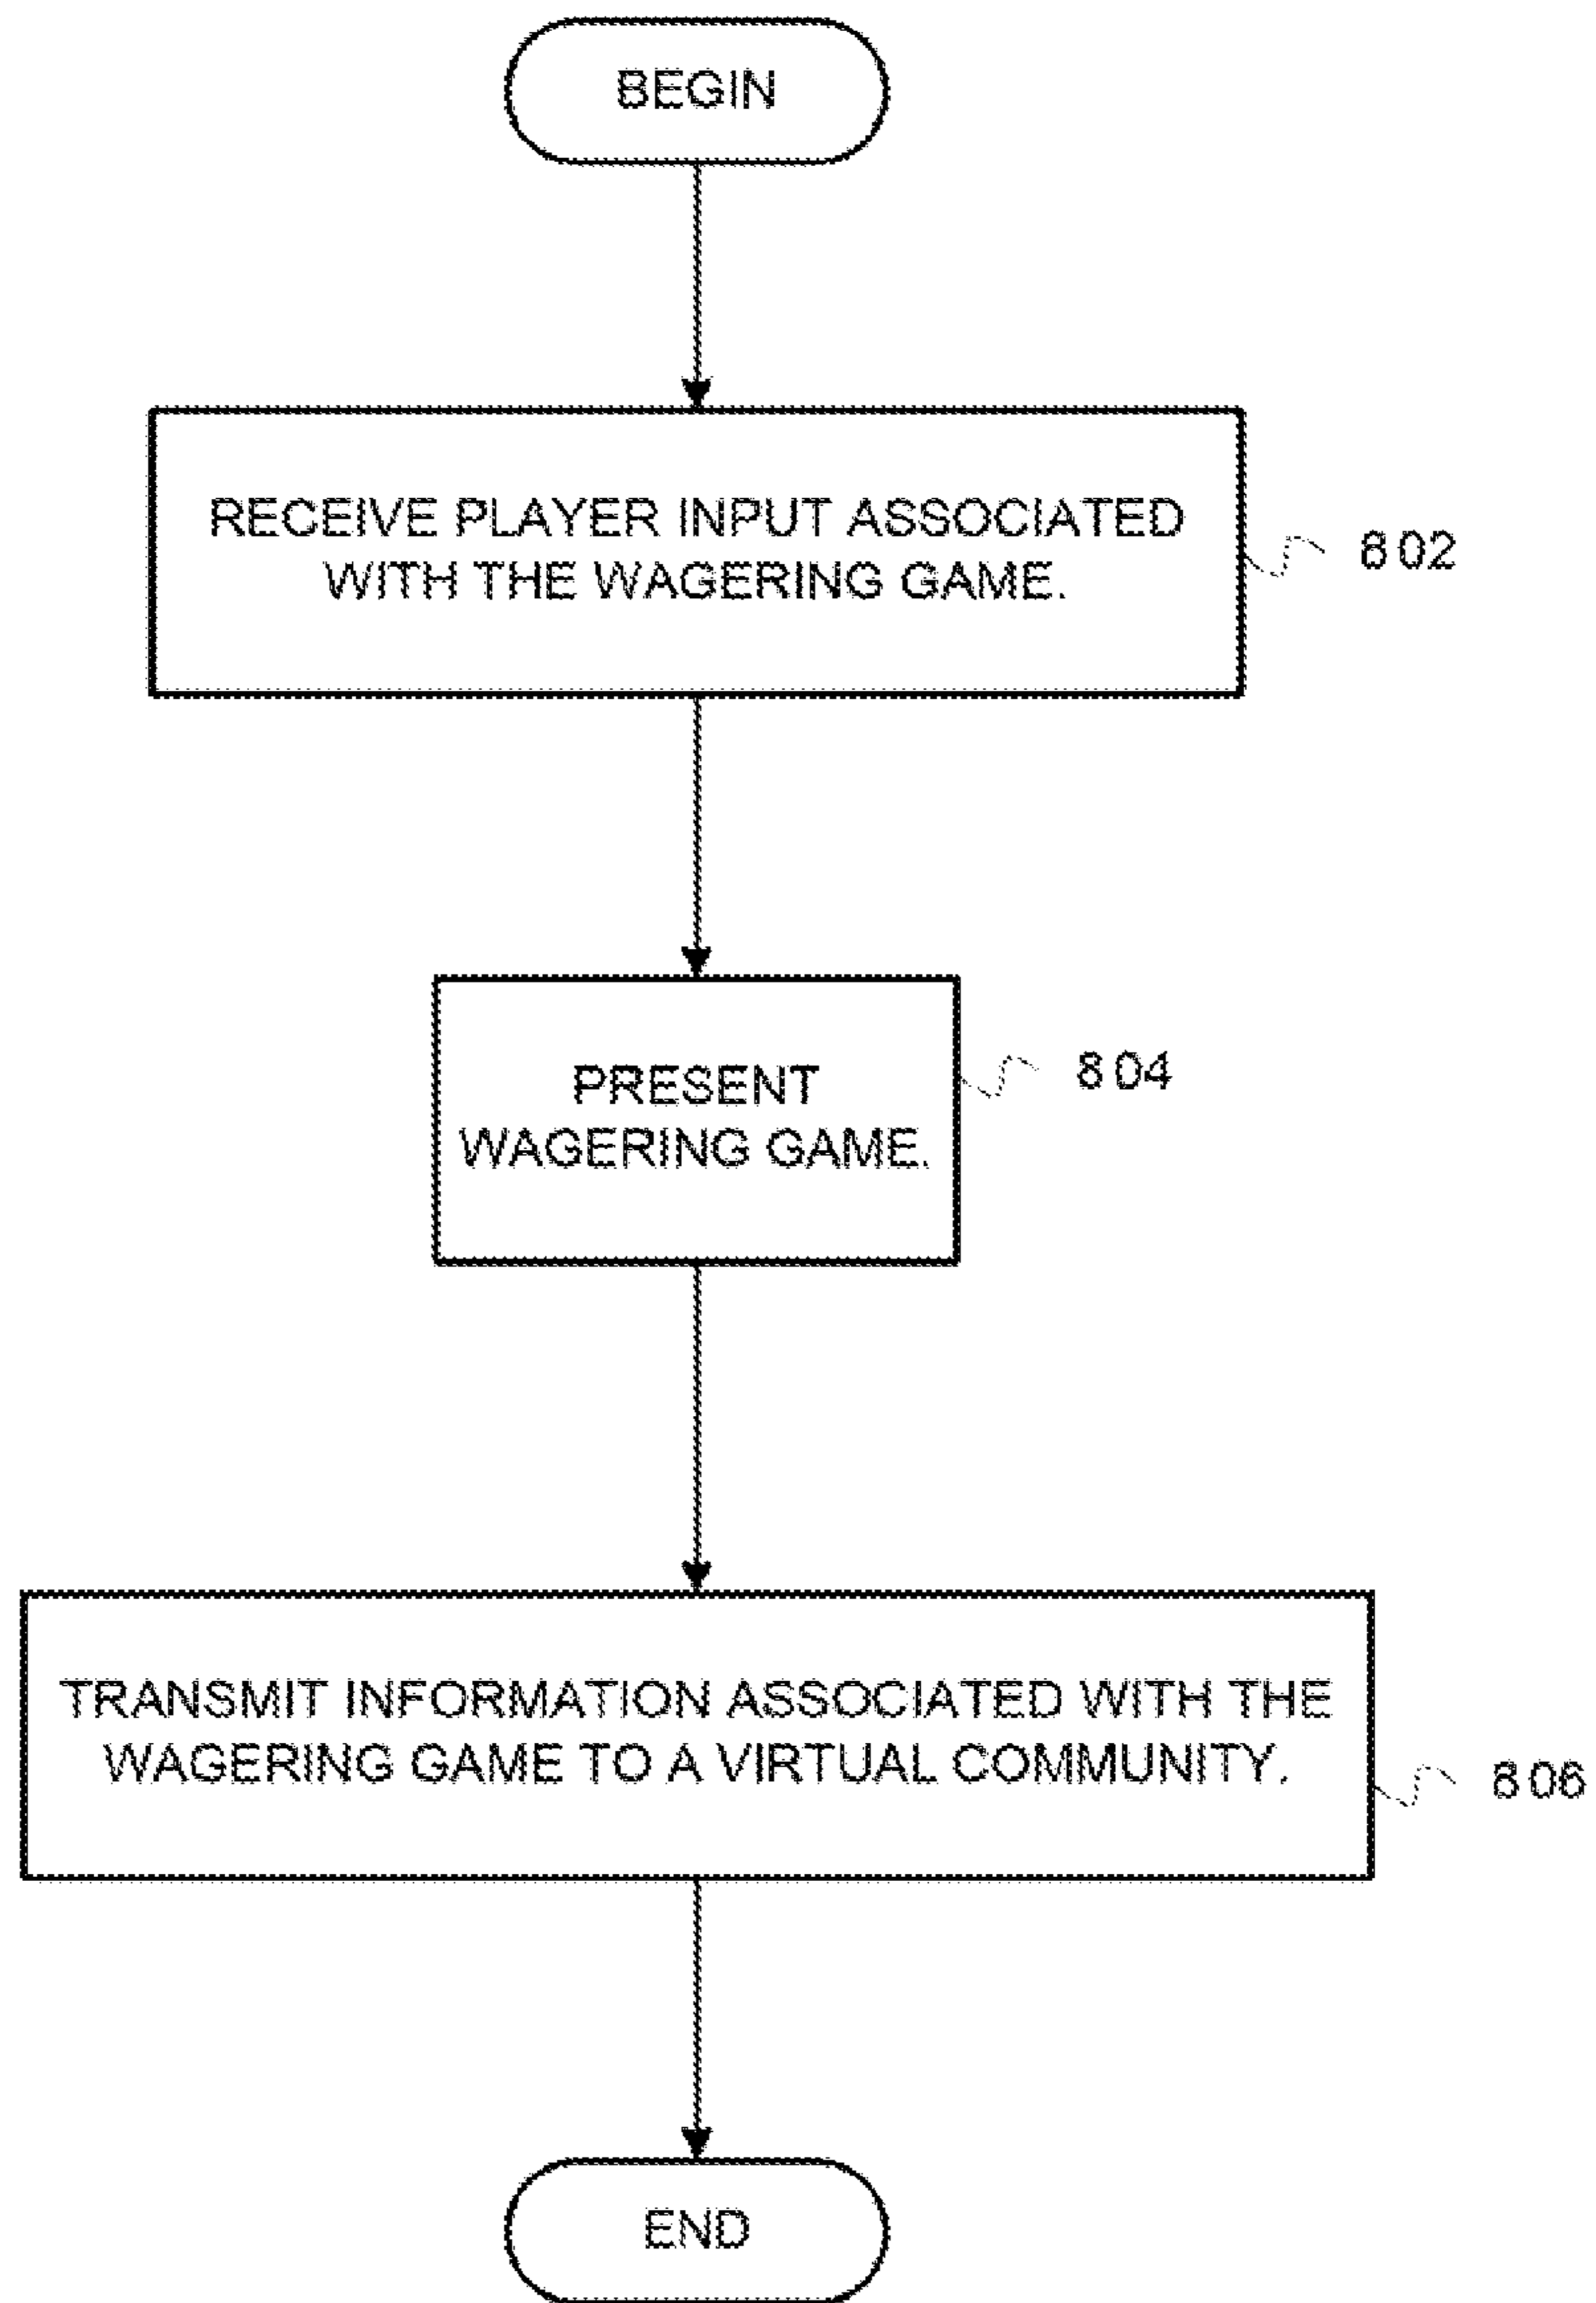 BEGIN
RECEIVE PLAYER INPUT ASSOCIATED
WITH THE WAGERING GAME.
802
PRESENT
WAGERING GAME.
804
TRANSMIT INFORMATION ASSOCIATED WITH THE
WAGERING GAME TO A VIRTUAL COMMUNITY.
806
END